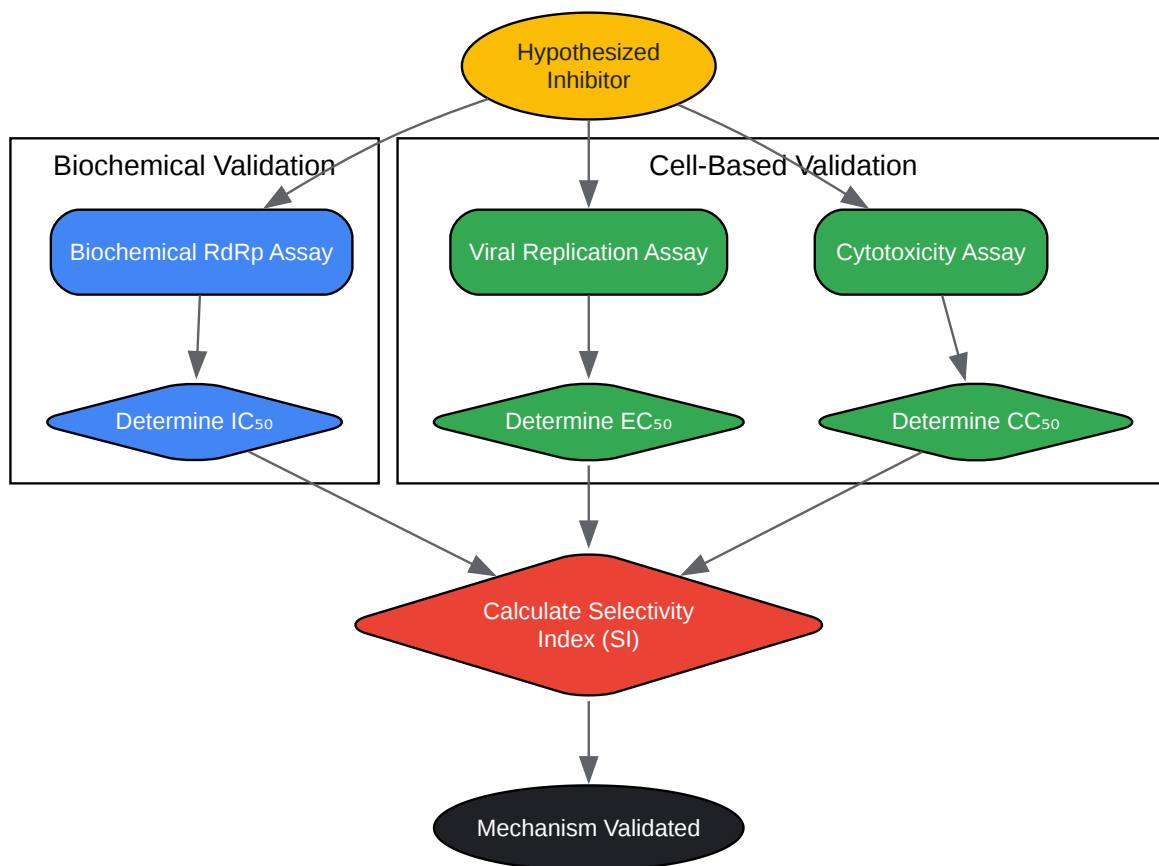 Hypothesized
Inhibitor
Biochemical Validation
Cell-Based Validation
Biochemical RdRp Assay
Viral Replication Assay
Cytotoxicity Assay
Determine IC₅₀
Determine EC₅₀
Determine CC₅₀
Calculate Selectivity
Index (SI)
Mechanism Validated